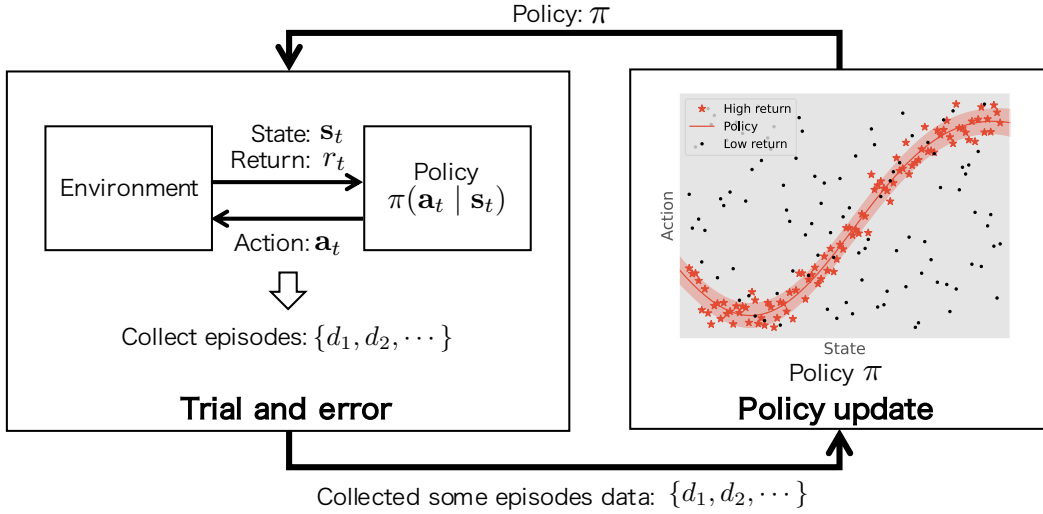 Policy: π
Environment
State: s_t
Return: r_t
Policy
π(a_t | s_t)
Action: a_t
Collect episodes: {d_1, d_2, ⋯}
Trial and error
High return
Policy
Low return
Action
State
Policy π
Policy update
Collected some episodes data: {d_1, d_2, ⋯}